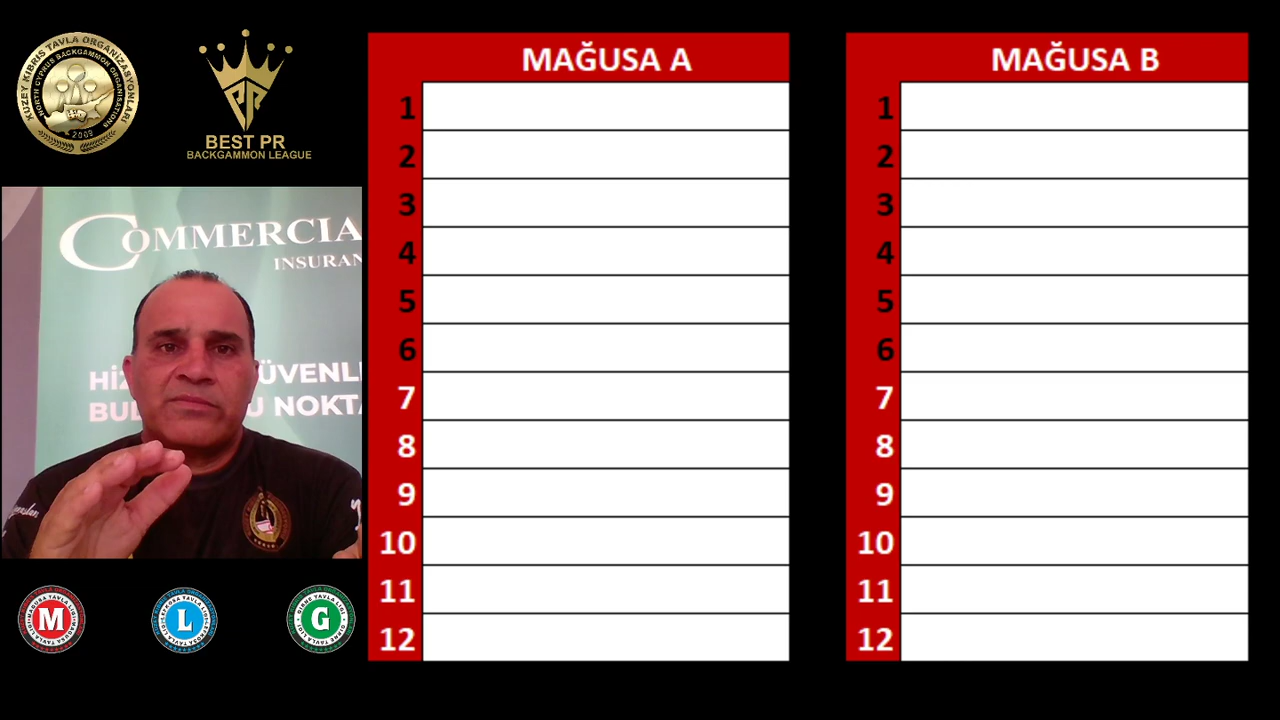 KUZEY KIBRIS TAVLA ORGANİZASYONLARI
NORTH CYPRUS BACKGAMMON ORGANISATIONS
2009
PR
BEST PR
BACKGAMMON LEAGUE
COMMERCIA
INSURAN
HİZ ÜVENL
BUL U NOKTA
M
L
G
MAĞUSA A
1
2
3
4
5
6
7
8
9
10
11
12
MAĞUSA B
1
2
3
4
5
6
7
8
9
10
11
12